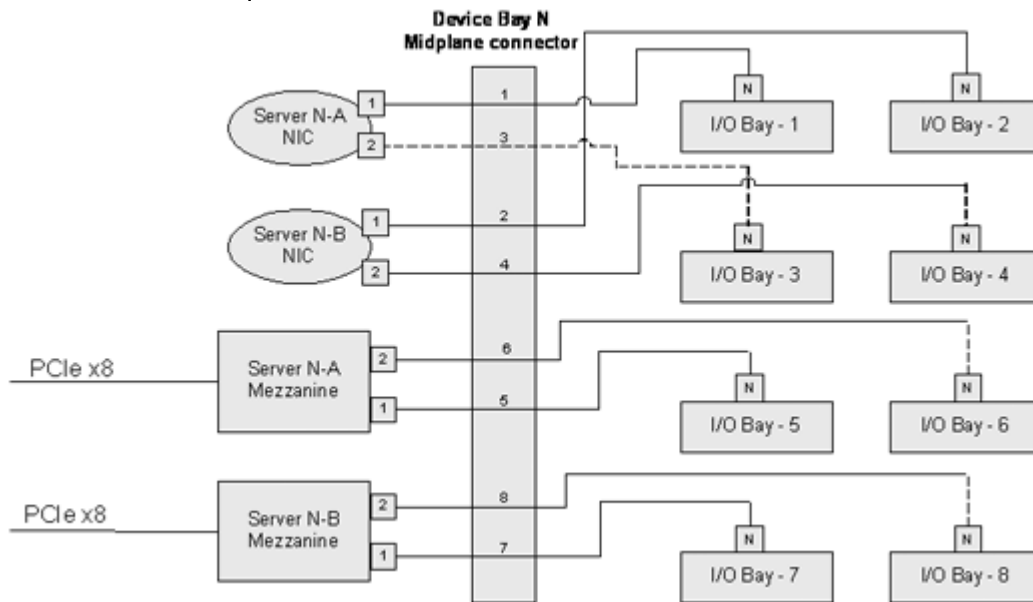 Device Bay N
Midplane connector
Server N-A
NIC
1
2
1
3
N
I/O Bay - 1
N
I/O Bay - 2
Server N-B
NIC
1
2
2
4
N
I/O Bay - 3
N
I/O Bay - 4
PCIe x8
Server N-A
Mezzanine
2
1
6
5
N
I/O Bay - 5
N
I/O Bay - 6
PCIe x8
Server N-B
Mezzanine
2
1
8
7
N
I/O Bay - 7
N
I/O Bay - 8